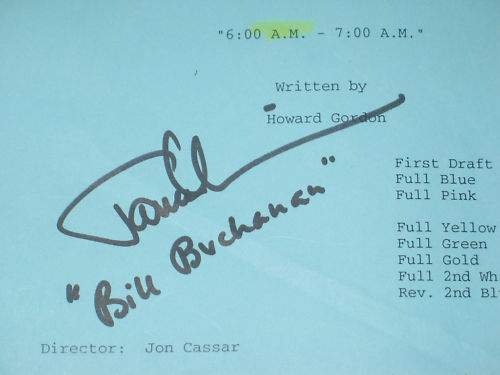 "6:00 A.M. - 7:00 A.M."
Written by
Howard Gordon
First Draft
Full Blue
Full Pink
Full Yellow
Full Green
Full Gold
Full 2nd Wh
Rev. 2nd Bl
"Bill Buchanan"
Director: Jon Cassar